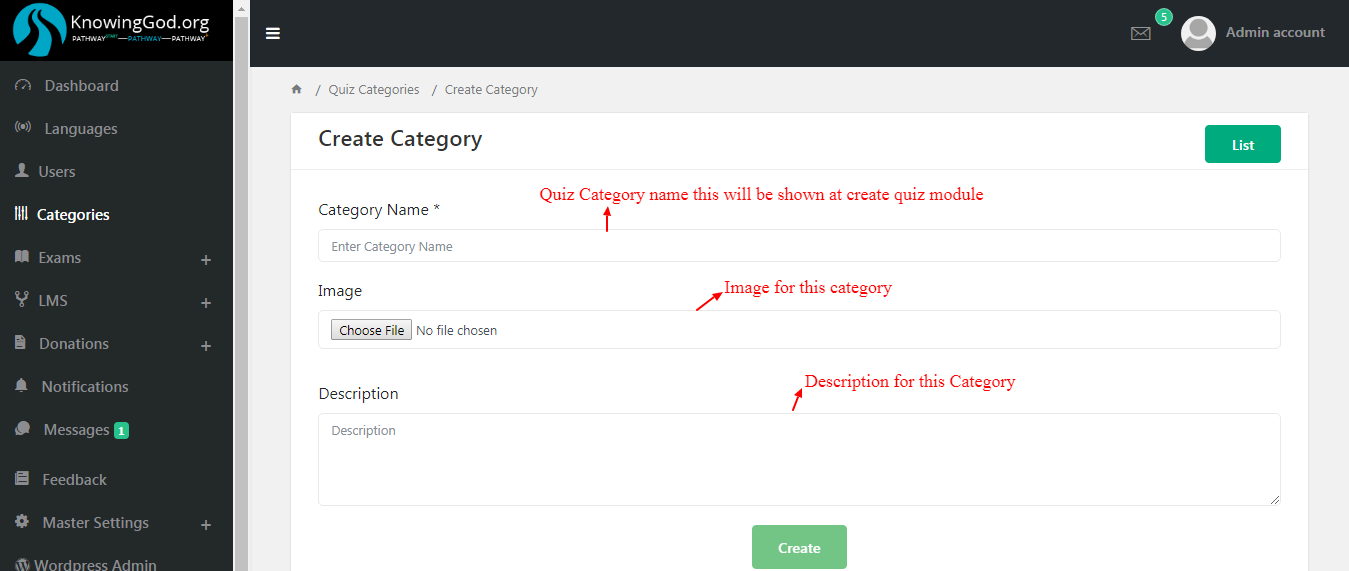 KnowingGod.org
PATHWAYSTART—PATHWAY—PATHWAY
5
Admin account
Dashboard
Languages
Users
Categories
Exams +
LMS +
Donations +
Notifications
Messages 1
Feedback
Master Settings +
Wordpress Admin
/ Quiz Categories / Create Category
Create Category
List
Quiz Category name this will be shown at create quiz module
Category Name *
Enter Category Name
Image for this category
Image
Choose File No file chosen
Description for this Category
Description
Description
Create